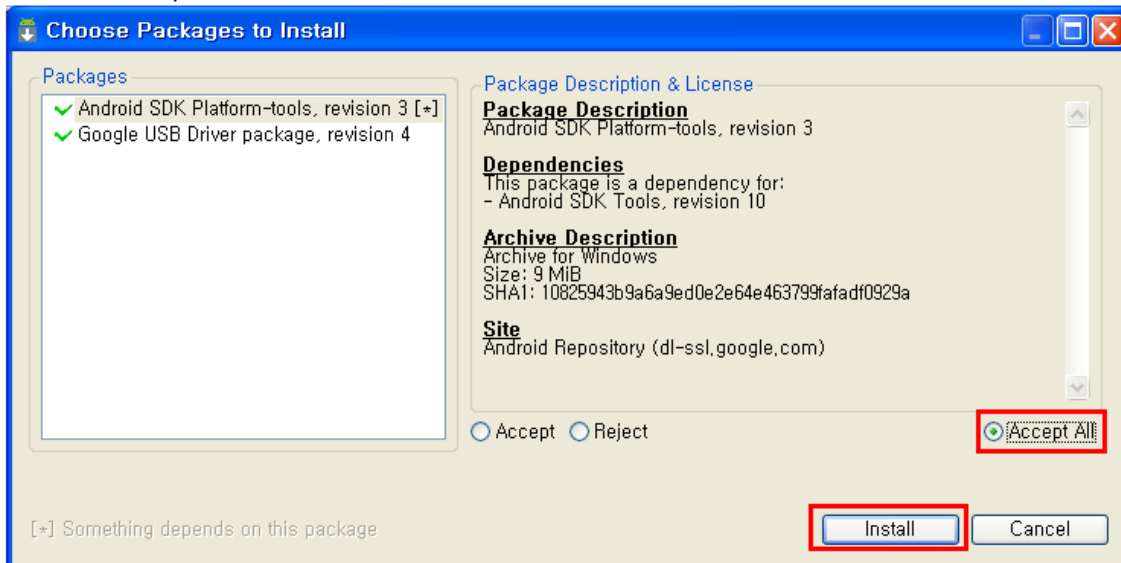 Choose Packages to Install
Packages
Android SDK Platform-tools, revision 3 [*]
Google USB Driver package, revision 4
Package Description & License
Package Description
Android SDK Platform-tools, revision 3
Dependencies
This package is a dependency for:
- Android SDK Tools, revision 10
Archive Description
Archive for Windows
Size: 9 MiB
SHA1: 10825943b9a6a9ed0e2e64e463799fafadf0929a
Site
Android Repository (dl-ssl.google.com)
Accept Reject Accept All
[*] Something depends on this package
Install Cancel